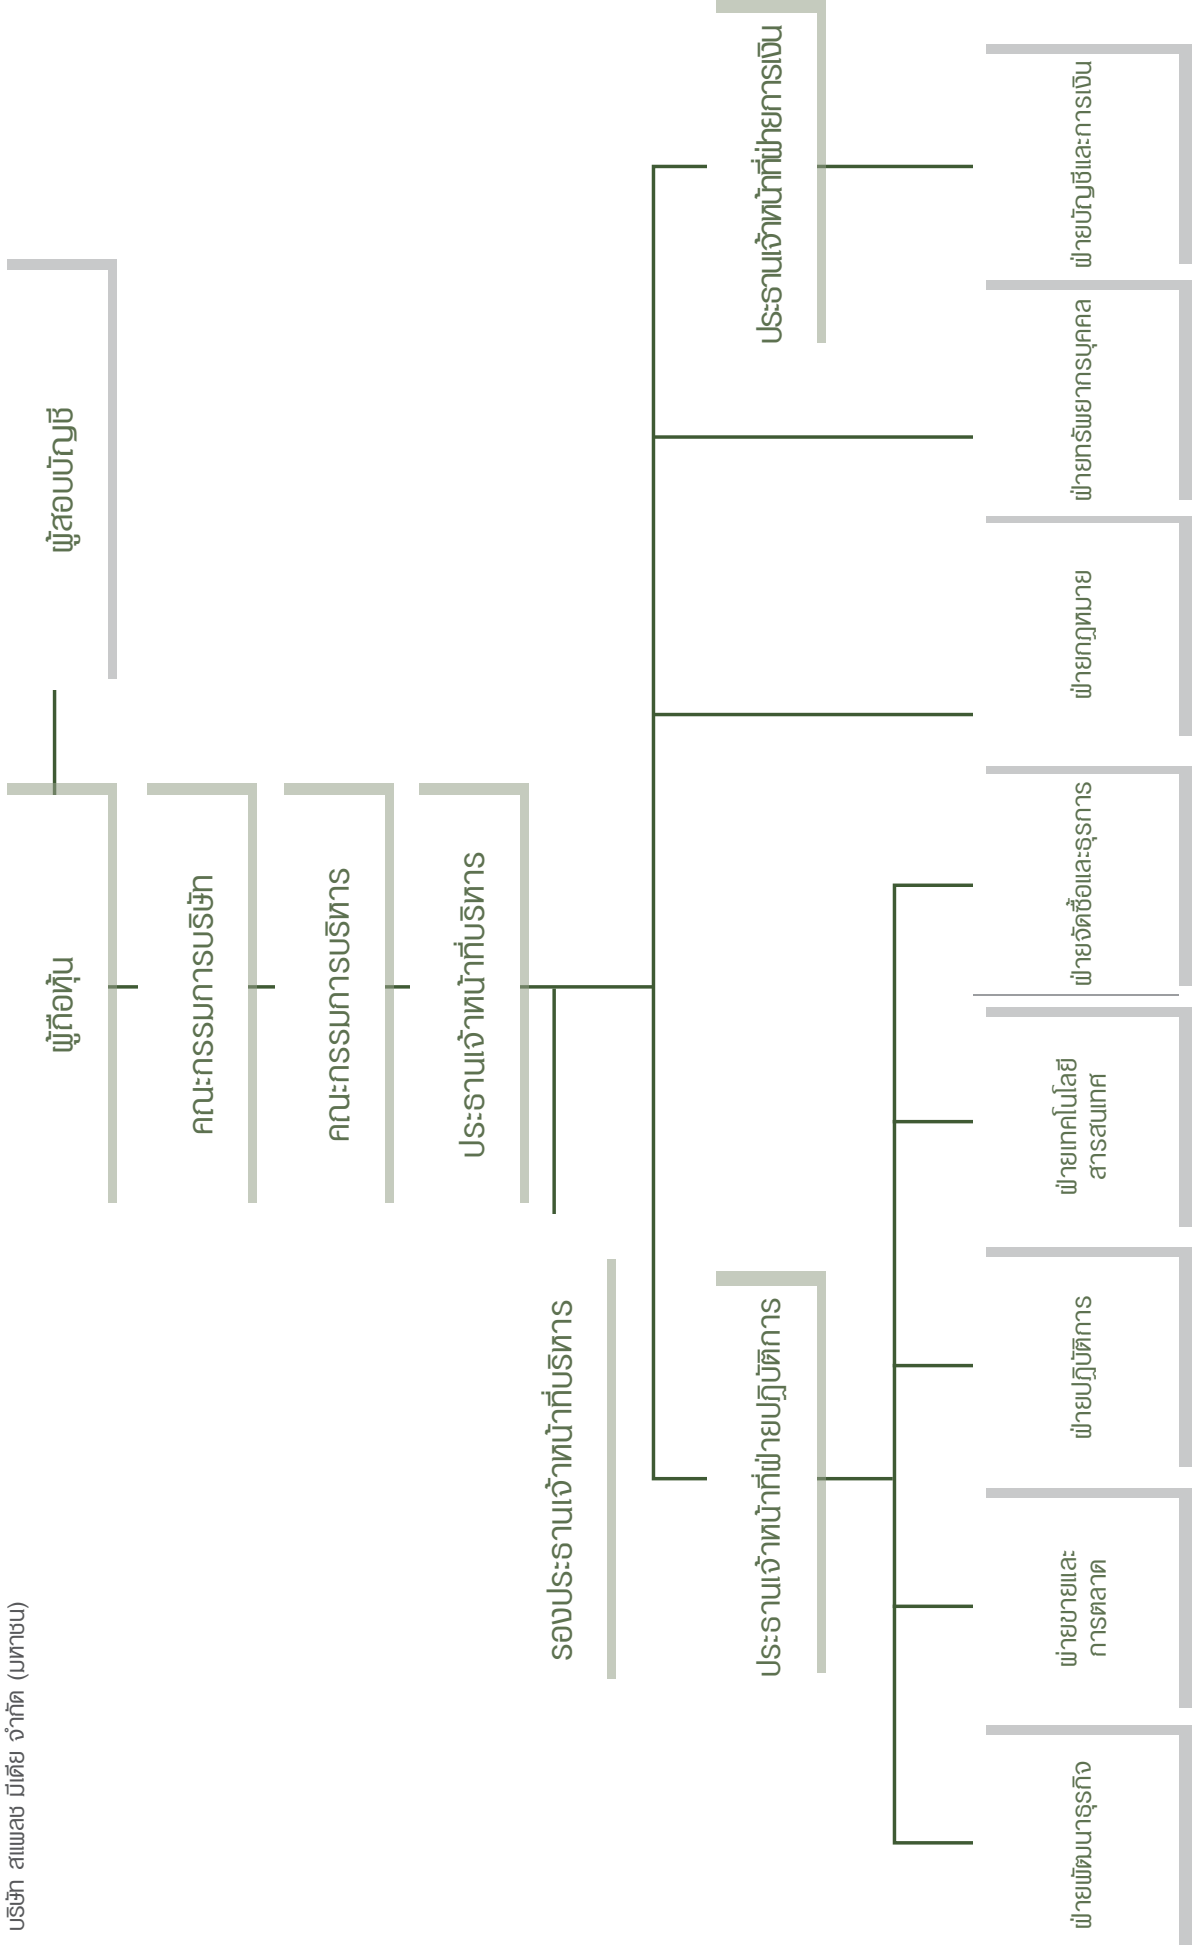 บริษัท สแพลช มีเดีย จำกัด (มหาชน)
ผู้ถือหุ้น
ผู้สอบบัญชี
คณะกรรมการบริษัท
คณะกรรมการบริหาร
ประธานเจ้าหน้าที่บริหาร
รองประธานเจ้าหน้าที่บริหาร
ประธานเจ้าหน้าที่ฝ่ายปฏิบัติการ
ประธานเจ้าหน้าที่ฝ่ายการเงิน
ฝ่ายพัฒนาธุรกิจ
ฝ่ายขายและ
การตลาด
ฝ่ายปฏิบัติการ
ฝ่ายเทคโนโลยี
สารสนเทศ
ฝ่ายจัดซื้อและธุรการ
ฝ่ายกฎหมาย
ฝ่ายทรัพยากรบุคคล
ฝ่ายบัญชีและการเงิน